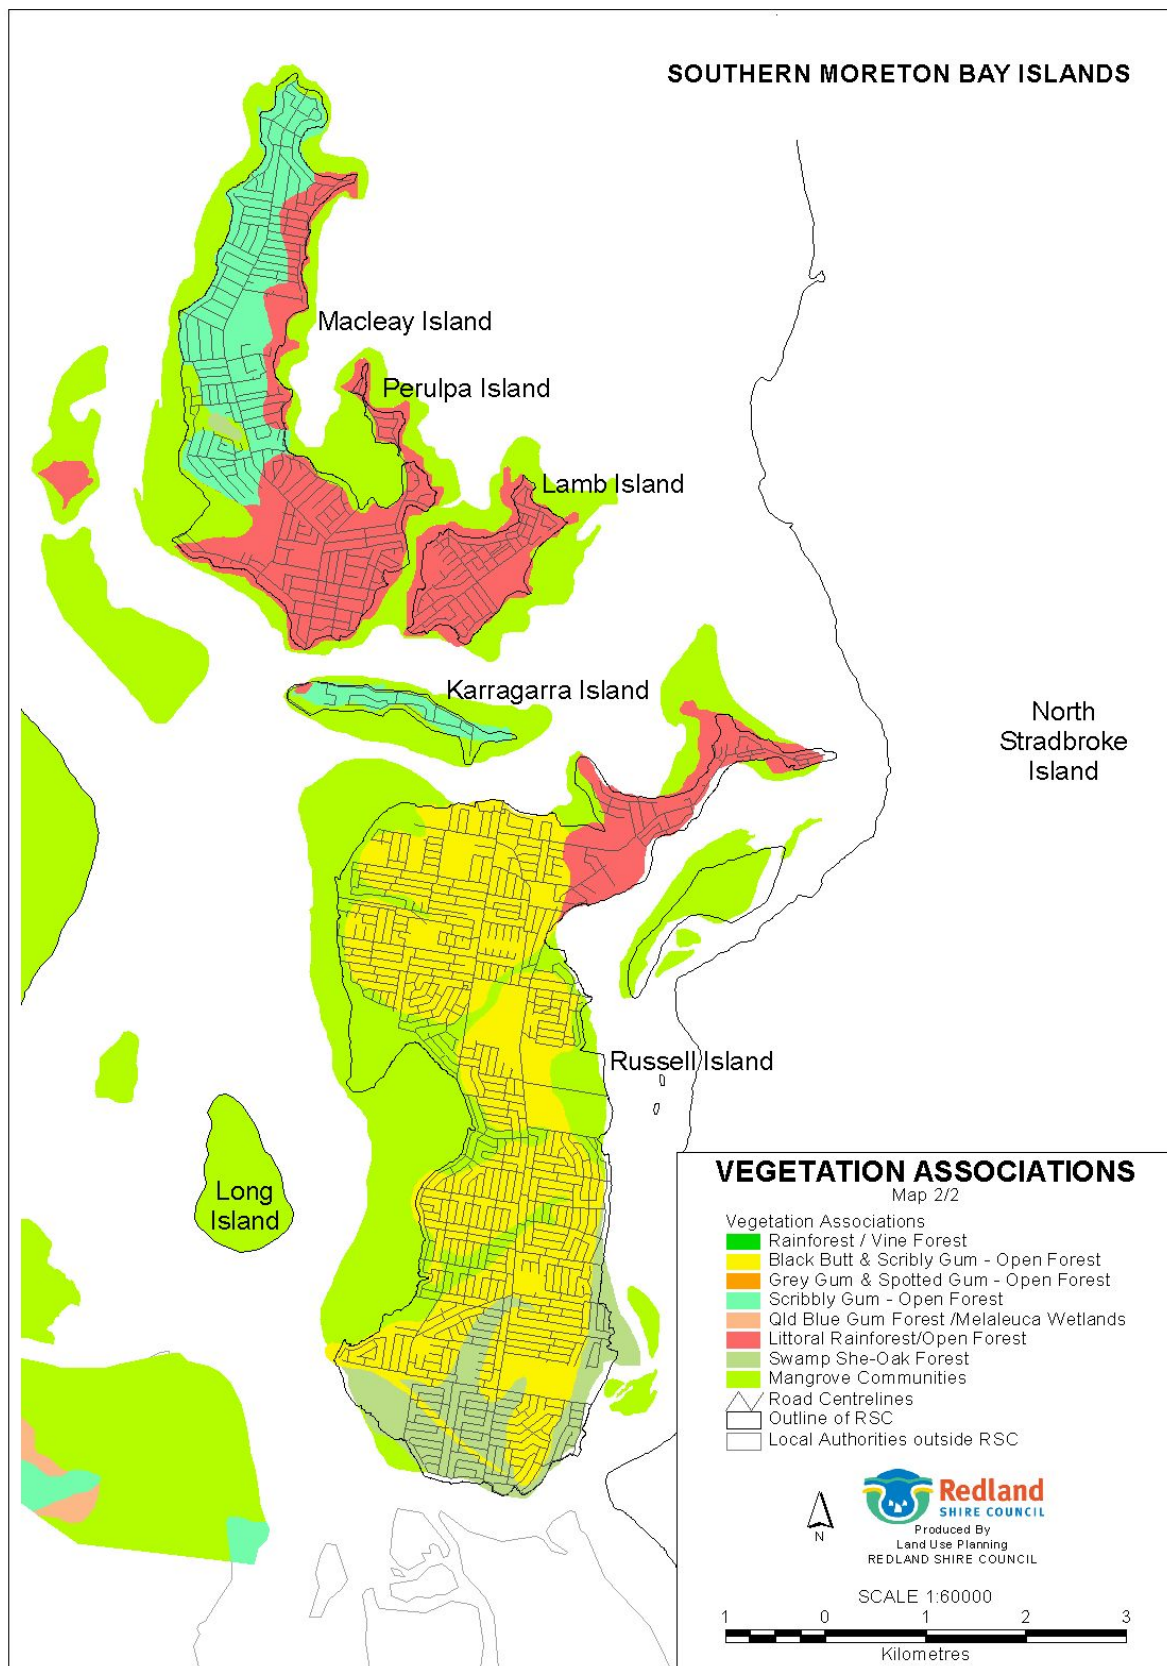 SOUTHERN MORETON BAY ISLANDS
Macleay Island
Perulpa Island
Lamb Island
Karragarra Island
North
Stradbroke
Island
Russell Island
Long
Island
VEGETATION ASSOCIATIONS
Map 2/2
Vegetation Associations
Rainforest / Vine Forest
Black Butt & Scribly Gum - Open Forest
Grey Gum & Spotted Gum - Open Forest
Scribbly Gum - Open Forest
Qld Blue Gum Forest /Melaleuca Wetlands
Littoral Rainforest/Open Forest
Swamp She-Oak Forest
Mangrove Communities
Road Centrelines
Outline of RSC
Local Authorities outside RSC
N
Redland
SHIRE COUNCIL
Produced By
Land Use Planning
REDLAND SHIRE COUNCIL
SCALE 1:60000
1 0 1 2 3
Kilometres